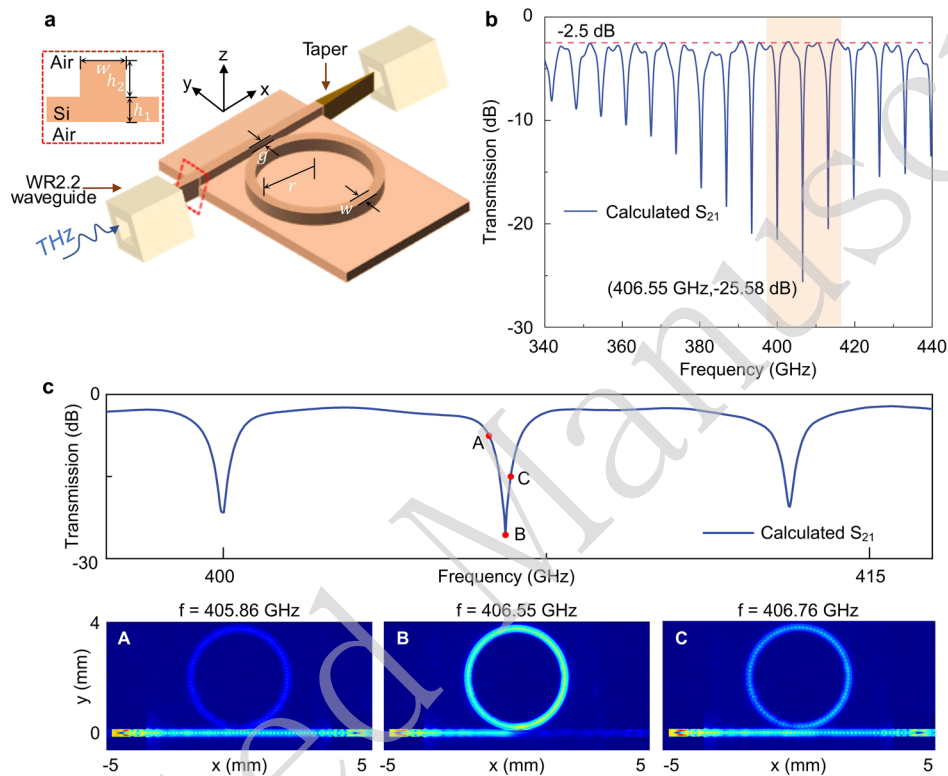 a
Air
w
h₂
Si
h₁
Air
z
y
x
Taper
g
r
w
WR2.2
waveguide
THz
b
0
-10
-20
-30
Transmission (dB)
-2.5 dB
Calculated S₂₁
(406.55 GHz,-25.58 dB)
340
360
380
400
420
440
Frequency (GHz)
c
0
-30
Transmission (dB)
A
C
B
Calculated S₂₁
400
415
Frequency (GHz)
f = 405.86 GHz
f = 406.55 GHz
f = 406.76 GHz
4
0
y (mm)
A
B
C
-5
x (mm)
5
-5
x (mm)
5
-5
x (mm)
5
ed Manusc